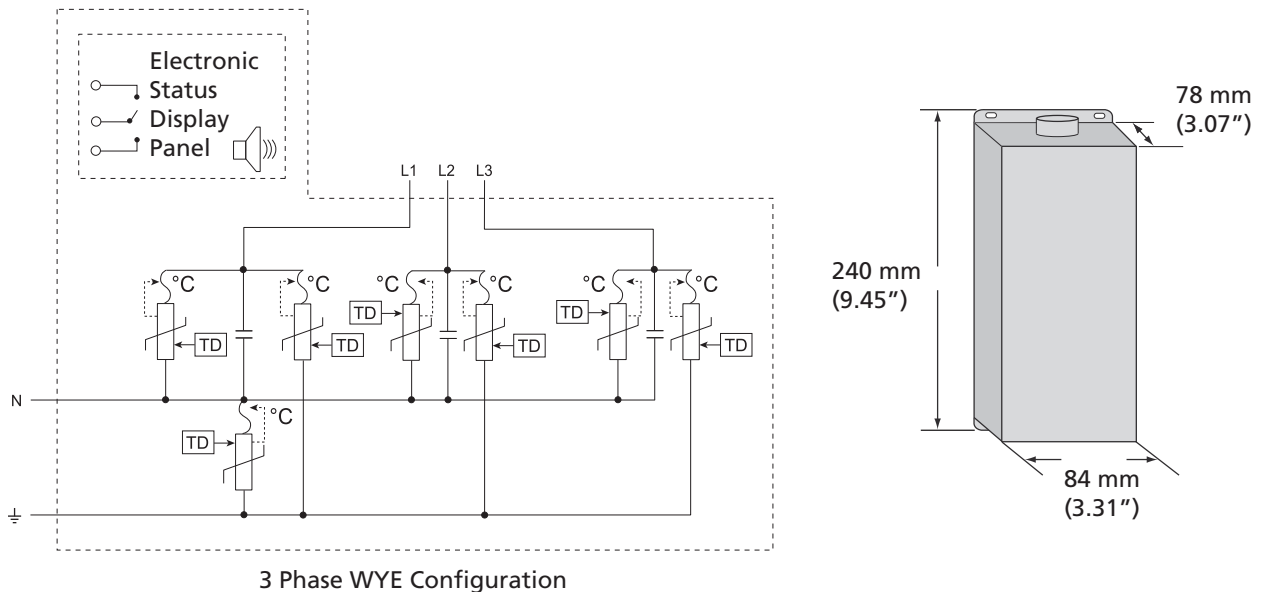 Electronic
Status
Display
Panel
L1 L2 L3
°C °C °C °C °C °C
TD TD
TD TD TD TD
N
°C
TD
3 Phase WYE Configuration
78 mm
(3.07”)
240 mm
(9.45”)
84 mm
(3.31”)